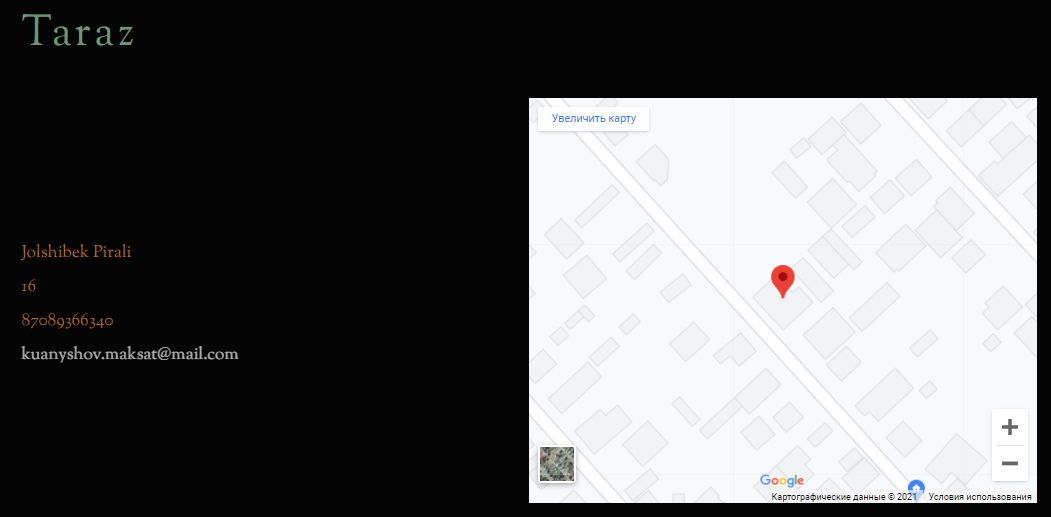 Taraz
Увеличить карту
Jolshibek Pirali
16
87089366340
kuanyshov.maksat@mail.com
Google
Картографические данные © 2021 Условия использования